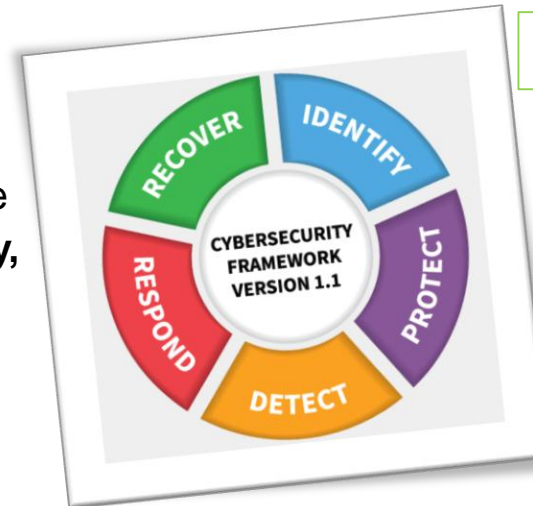 RECOVER
IDENTIFY
e
y,
CYBERSECURITY
FRAMEWORK
VERSION 1.1
RESPOND
PROTECT
DETECT